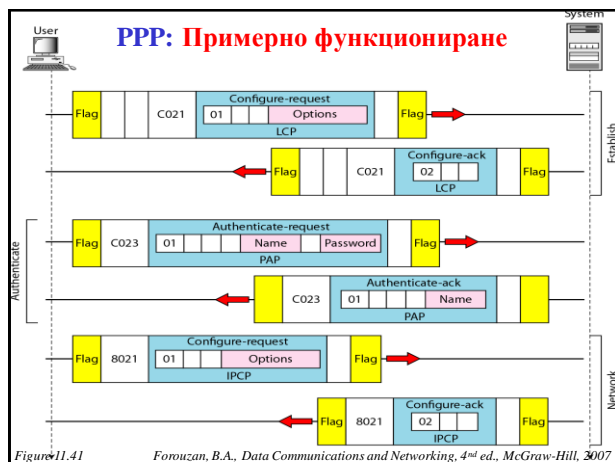 User
PPP: Примерно функциониране
System
Configure-request
Flag
C021
01
Options
Flag
LCP
Configure-ack
Flag
C021
02
Flag
LCP
Establish
Authenticate-request
Flag
C023
01
Name
Password
Flag
PAP
Authenticate-ack
C023
01
Name
PAP
Authenticate
Configure-request
Flag
8021
01
Options
Flag
IPCP
Configure-ack
Flag
8021
02
Flag
IPCP
Network
Figure 11.41
Forouzan, B.A., Data Communications and Networking, 4nd ed., McGraw-Hill, 2007